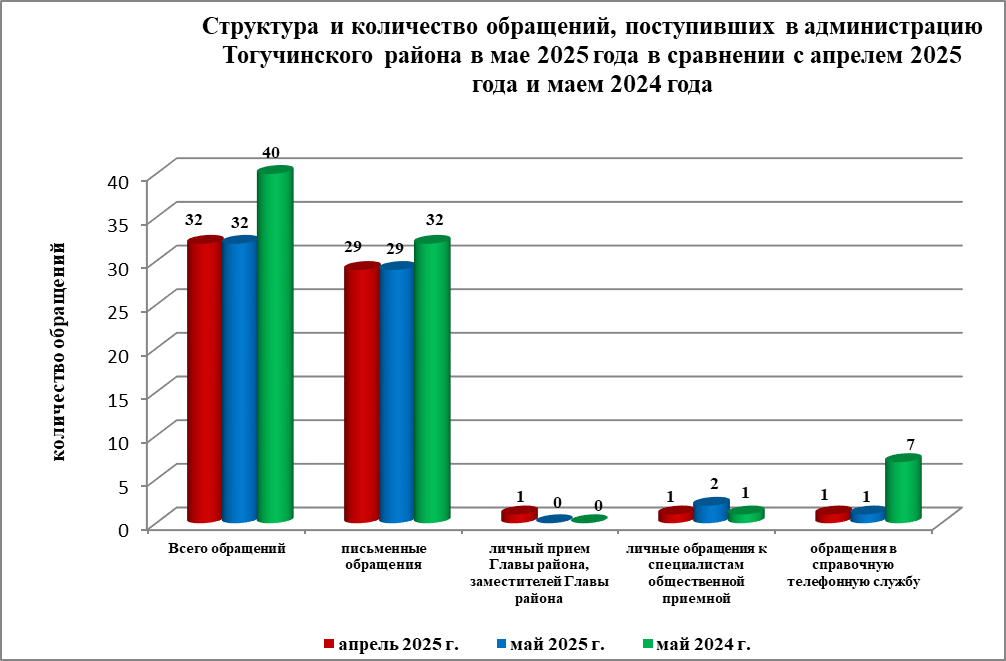 Структура и количество обращений, поступивших в администрацию
Тогучинского района в мае 2025 года в сравнении с апрелем 2025
года и маем 2024 года
количество обращений
40
35
30
25
20
15
10
5
0
32
32
40
29
29
32
1
0
0
1
2
1
1
1
7
Всего обращений
письменные
обращения
личный прием
Главы района,
заместителей Главы
района
личные обращения к
специалистам
общественной
приемной
обращения в
справочную
телефонную службу
апрель 2025 г.
май 2025 г.
май 2024 г.